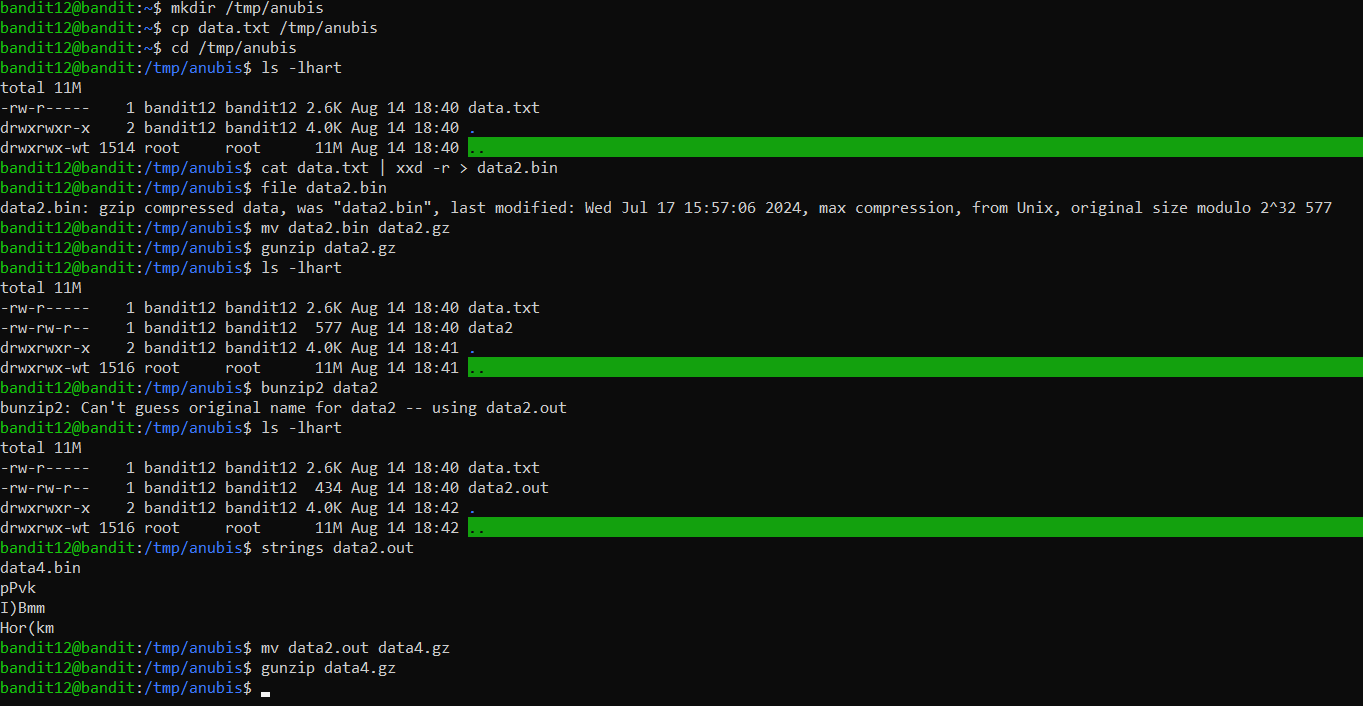 bandit12@bandit:~$ mkdir /tmp/anubis
bandit12@bandit:~$ cp data.txt /tmp/anubis
bandit12@bandit:~$ cd /tmp/anubis
bandit12@bandit:/tmp/anubis$ ls -lhart
total 11M
-rw-r-----    1 bandit12 bandit12 2.6K Aug 14 18:40 data.txt
drwxrwxr-x    2 bandit12 bandit12 4.0K Aug 14 18:40 .
drwxrwx-wt 1514 root     root      11M Aug 14 18:40 ..
bandit12@bandit:/tmp/anubis$ cat data.txt | xxd -r > data2.bin
bandit12@bandit:/tmp/anubis$ file data2.bin
data2.bin: gzip compressed data, was "data2.bin", last modified: Wed Jul 17 15:57:06 2024, max compression, from Unix, original size modulo 2^32 577
bandit12@bandit:/tmp/anubis$ mv data2.bin data2.gz
bandit12@bandit:/tmp/anubis$ gunzip data2.gz
bandit12@bandit:/tmp/anubis$ ls -lhart
total 11M
-rw-r-----    1 bandit12 bandit12 2.6K Aug 14 18:40 data.txt
-rw-rw-r--    1 bandit12 bandit12  577 Aug 14 18:40 data2
drwxrwxr-x    2 bandit12 bandit12 4.0K Aug 14 18:41 .
drwxrwx-wt 1516 root     root      11M Aug 14 18:41 ..
bandit12@bandit:/tmp/anubis$ bunzip2 data2
bunzip2: Can't guess original name for data2 -- using data2.out
bandit12@bandit:/tmp/anubis$ ls -lhart
total 11M
-rw-r-----    1 bandit12 bandit12 2.6K Aug 14 18:40 data.txt
-rw-rw-r--    1 bandit12 bandit12  434 Aug 14 18:40 data2.out
drwxrwxr-x    2 bandit12 bandit12 4.0K Aug 14 18:42 .
drwxrwx-wt 1516 root     root      11M Aug 14 18:42 ..
bandit12@bandit:/tmp/anubis$ strings data2.out
data4.bin
pPvk
I)Bmm
Hor(km
bandit12@bandit:/tmp/anubis$ mv data2.out data4.gz
bandit12@bandit:/tmp/anubis$ gunzip data4.gz
bandit12@bandit:/tmp/anubis$